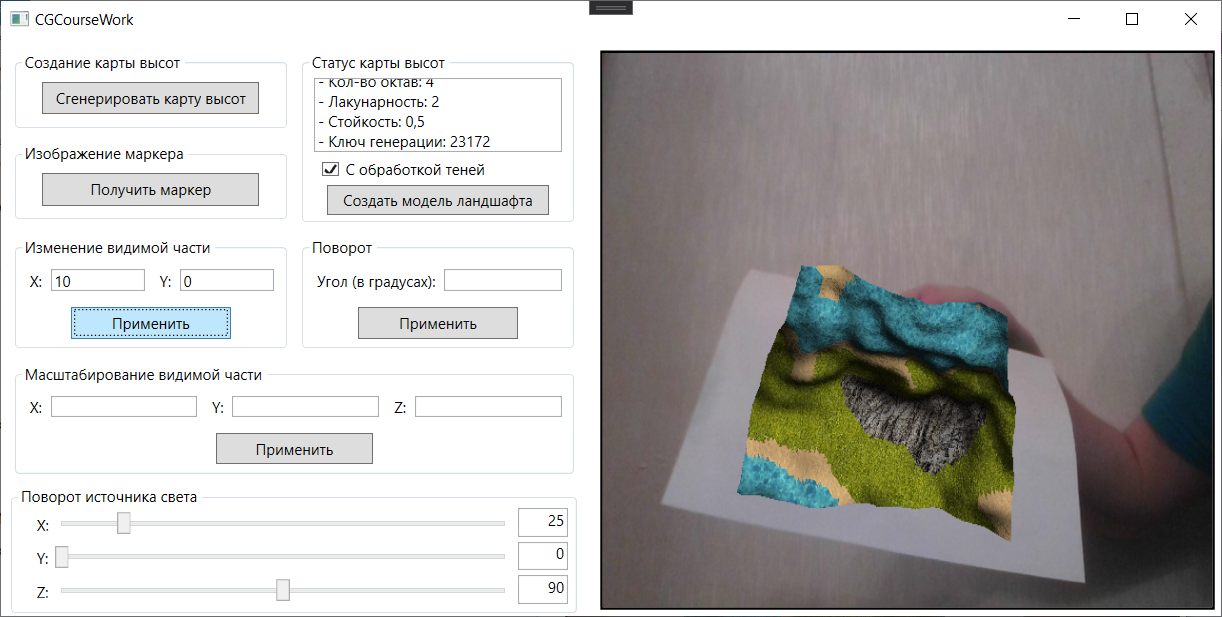 CGCourseWork
Создание карты высот
Сгенерировать карту высот
Изображение маркера
Получить маркер
Статус карты высот
- Кол-во октав: 4
- Лакунарность: 2
- Стойкость: 0,5
- Ключ генерации: 23172
С обработкой теней
Создать модель ландшафта
Изменение видимой части
X: 10 Y: 0
Применить
Поворот
Угол (в градусах):
Применить
Масштабирование видимой части
X: Y: Z:
Применить
Поворот источника света
X: 25
Y: 0
Z: 90